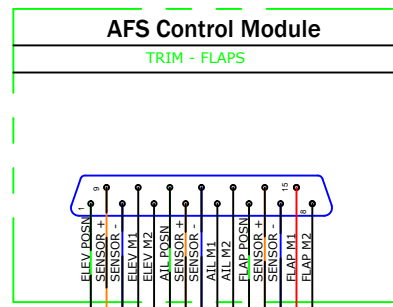 AFS Control Module
TRIM - FLAPS
9
15
1
8
ELEV POSN
SENSOR +
SENSOR -
ELEV M1
ELEV M2
AIL POSN
SENSOR +
SENSOR -
AIL M1
AIL M2
FLAP POSN
SENSOR +
SENSOR -
FLAP M1
FLAP M2